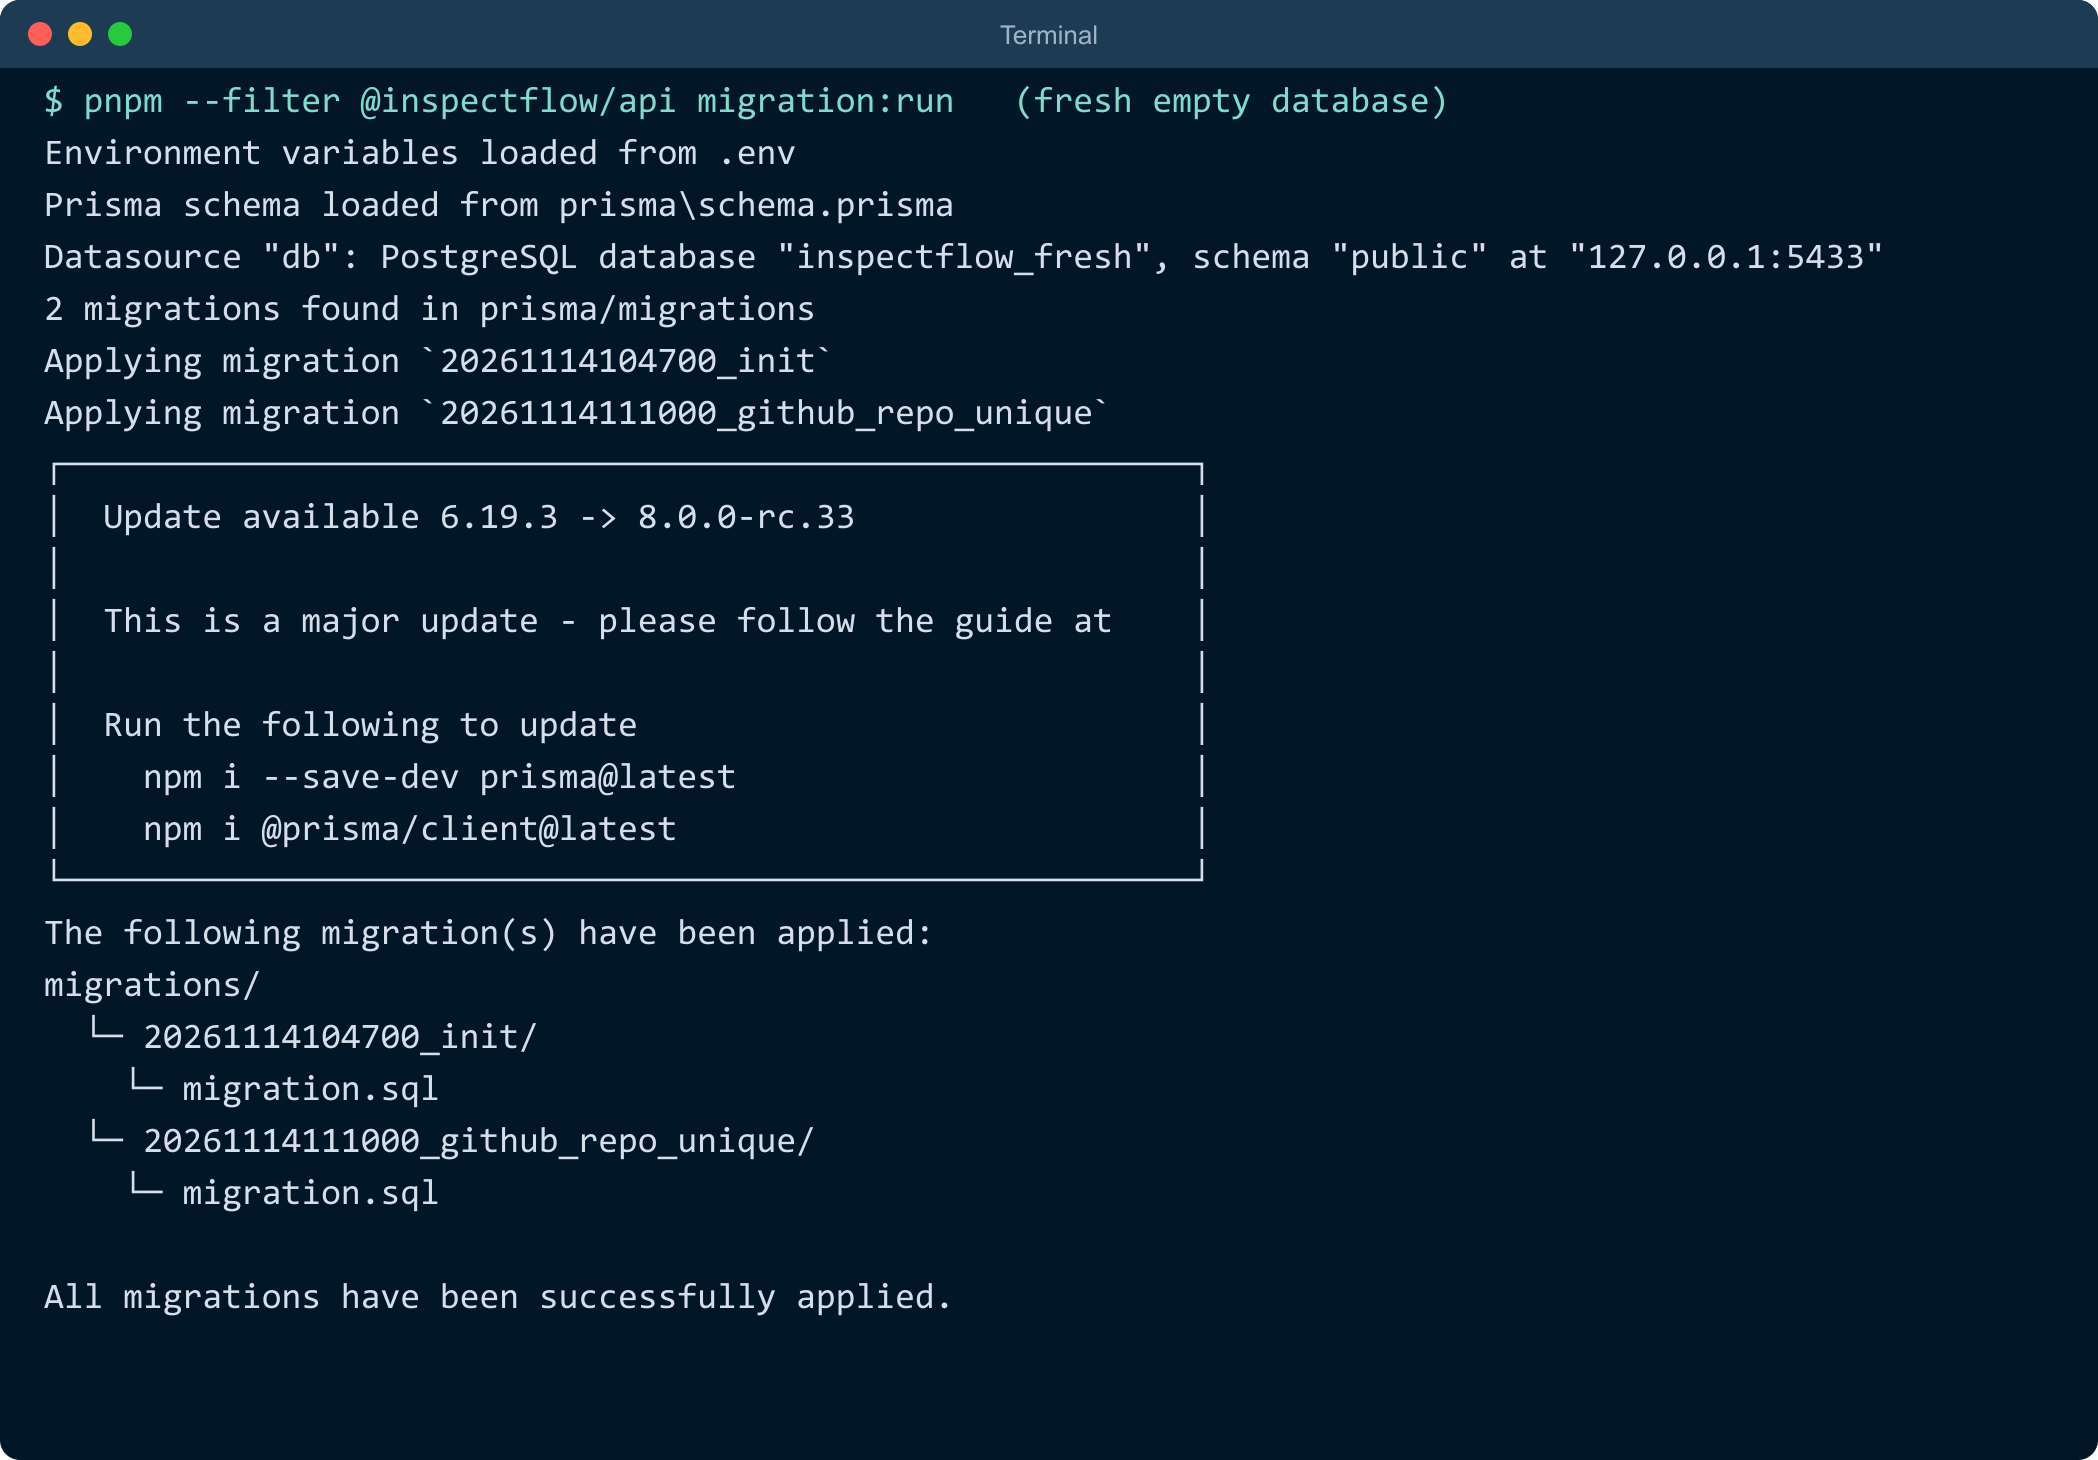 Terminal
$ pnpm --filter @inspectflow/api migration:run   (fresh empty database)
Environment variables loaded from .env
Prisma schema loaded from prisma\schema.prisma
Datasource "db": PostgreSQL database "inspectflow_fresh", schema "public" at "127.0.0.1:5433"
2 migrations found in prisma/migrations
Applying migration `20261114104700_init`
Applying migration `20261114111000_github_repo_unique`
Update available 6.19.3 -> 8.0.0-rc.33
This is a major update - please follow the guide at
Run the following to update
npm i --save-dev prisma@latest
npm i @prisma/client@latest
The following migration(s) have been applied:
migrations/
└─ 20261114104700_init/
└─ migration.sql
└─ 20261114111000_github_repo_unique/
└─ migration.sql
All migrations have been successfully applied.